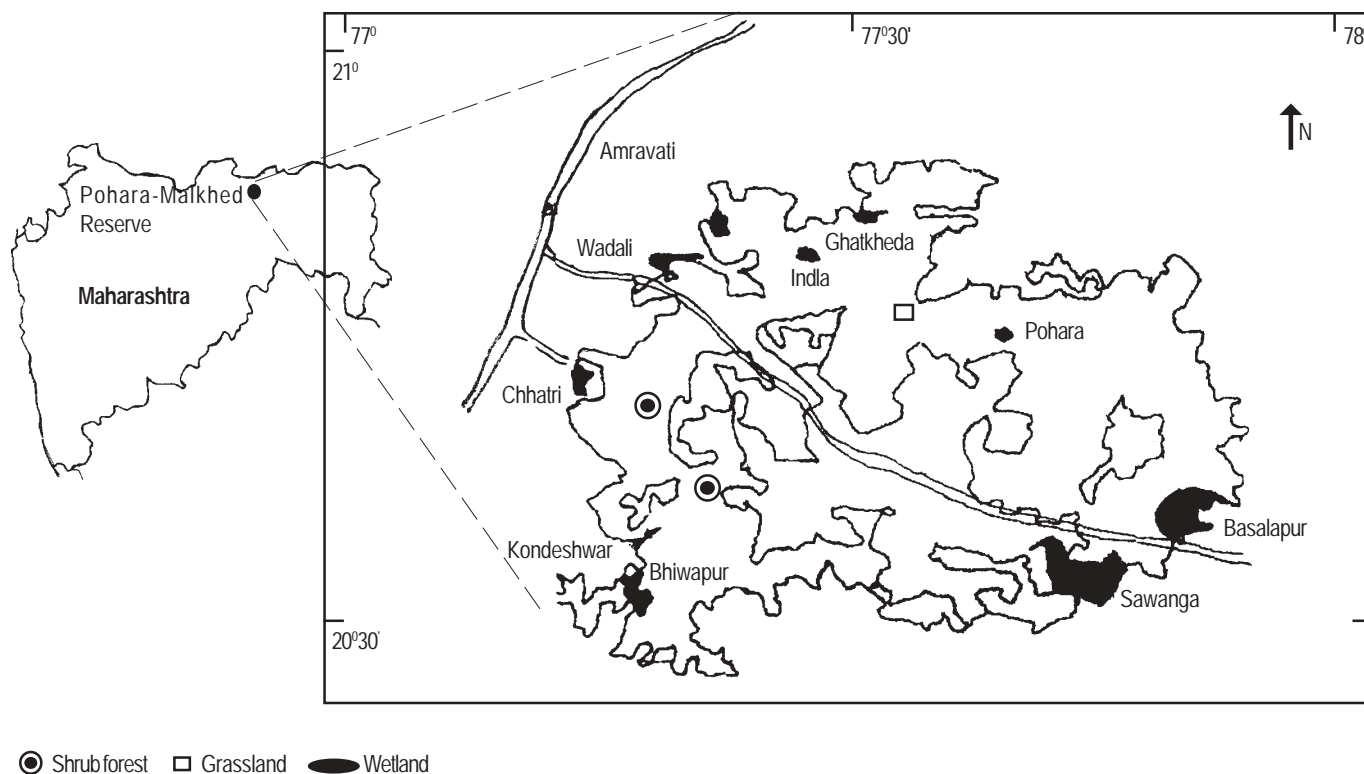 77⁰
77⁰30'
78
21⁰
N
Amravati
Pohara-Malkhed
Reserve
Ghatkheda
Wadali
Indla
Maharashtra
Pohara
Chhatri
Basalapur
Kondeshwar
Bhiwapur
Sawanga
20⁰30'
Shrub forest Grassland Wetland